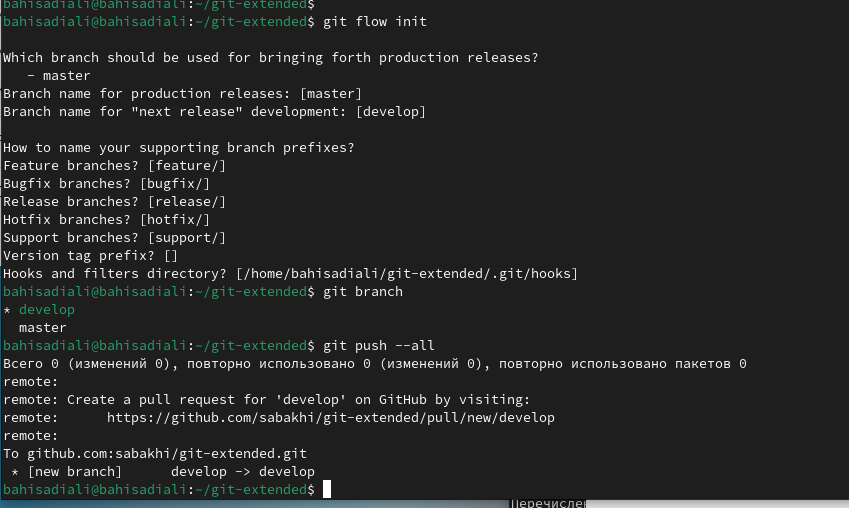 bahisadiali@bahisadiali:~/git-extended$
bahisadiali@bahisadiali:~/git-extended$ git flow init
Which branch should be used for bringing forth production releases?
   - master
Branch name for production releases: [master]
Branch name for "next release" development: [develop]
How to name your supporting branch prefixes?
Feature branches? [feature/]
Bugfix branches? [bugfix/]
Release branches? [release/]
Hotfix branches? [hotfix/]
Support branches? [support/]
Version tag prefix? []
Hooks and filters directory? [/home/bahisadiali/git-extended/.git/hooks]
bahisadiali@bahisadiali:~/git-extended$ git branch
* develop
  master
bahisadiali@bahisadiali:~/git-extended$ git push --all
Всего 0 (изменений 0), повторно использовано 0 (изменений 0), повторно использовано пакетов 0
remote:
remote: Create a pull request for 'develop' on GitHub by visiting:
remote:      https://github.com/sabakhi/git-extended/pull/new/develop
remote:
To github.com:sabakhi/git-extended.git
 * [new branch]      develop -> develop
bahisadiali@bahisadiali:~/git-extended$